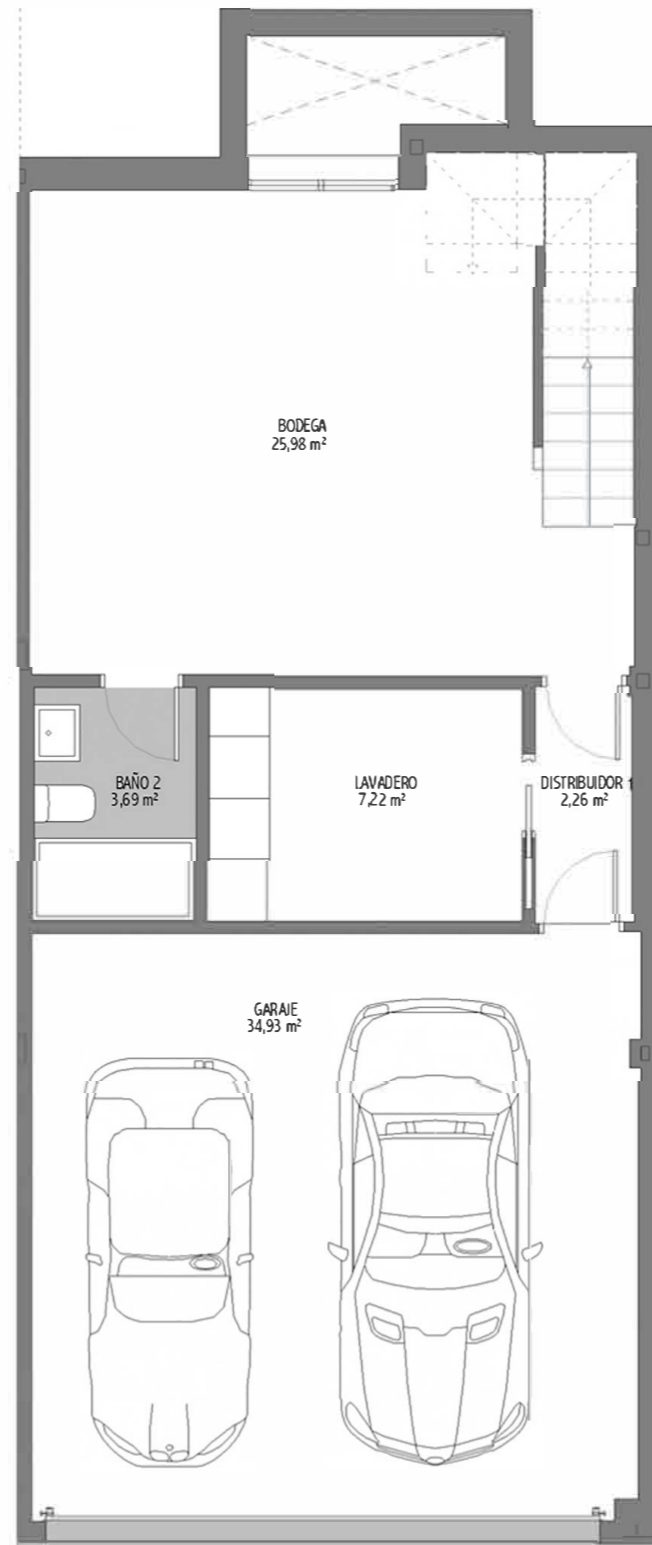 BODEGA
25,98 m²
BAÑO 2
3,69 m²
LAVADERO
7,22 m²
DISTRIBUIDOR 1
2,26 m²
GARAJE
34,93 m²